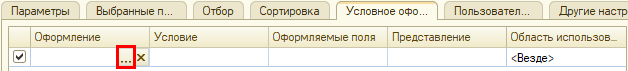 Параметры Выбранные п... Отбор Сортировка Условное офо... Пользовател... Другие настр
Оформление Условие Оформляемые поля Представление Область использов...
... × <Везде>